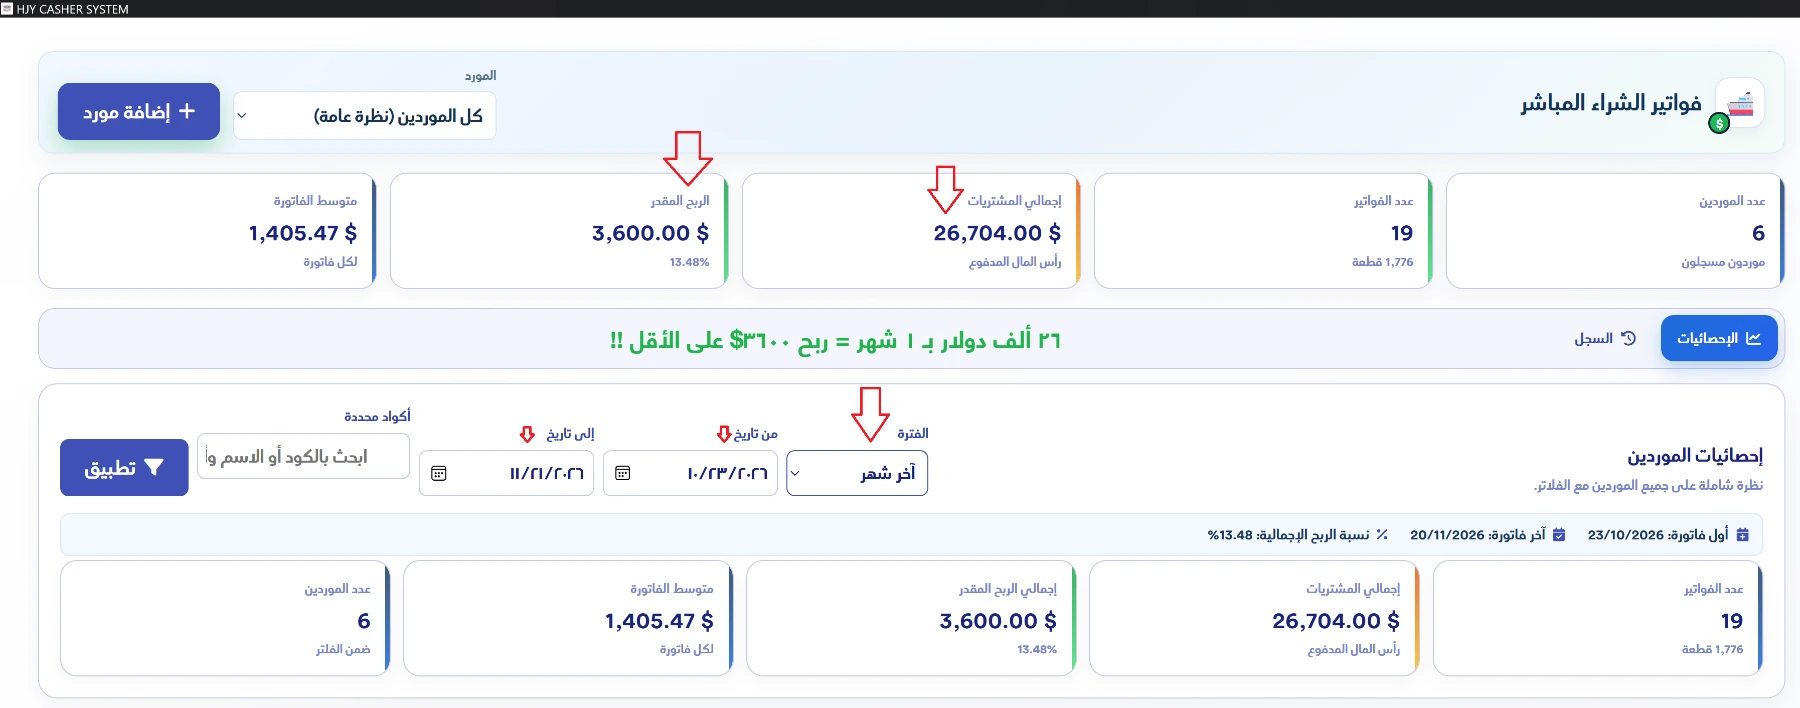 HJY CASHER SYSTEM
فواتير الشراء المباشر
المورد
كل الموردين (نظرة عامة)
+ إضافة مورد
عدد الموردين
6
موردون مسجلون
عدد الفواتير
19
1,776 قطعة
إجمالي المشتريات
26,704.00 $
رأس المال المدفوع
الربح المقدر
3,600.00 $
13.48%
متوسط الفاتورة
1,405.47 $
لكل فاتورة
الإحصائيات
السجل
٢٦ ألف دولار بـ ١ شهر = ربح ٣٦٠٠$ على الأقل !!
إحصائيات الموردين
نظرة شاملة على جميع الموردين مع الفلاتر.
الفترة
آخر شهر
من تاريخ
١٠/٢٣/٢٠٢٦
إلى تاريخ
١١/٢١/٢٠٢٦
أكواد محددة
ابحث بالكود أو الاسم و
تطبيق
أول فاتورة: 23/10/2026
آخر فاتورة: 20/11/2026
نسبة الربح الإجمالية: 13.48%
عدد الفواتير
19
1,776 قطعة
إجمالي المشتريات
26,704.00 $
رأس المال المدفوع
إجمالي الربح المقدر
3,600.00 $
13.48%
متوسط الفاتورة
1,405.47 $
لكل فاتورة
عدد الموردين
6
ضمن الفلتر